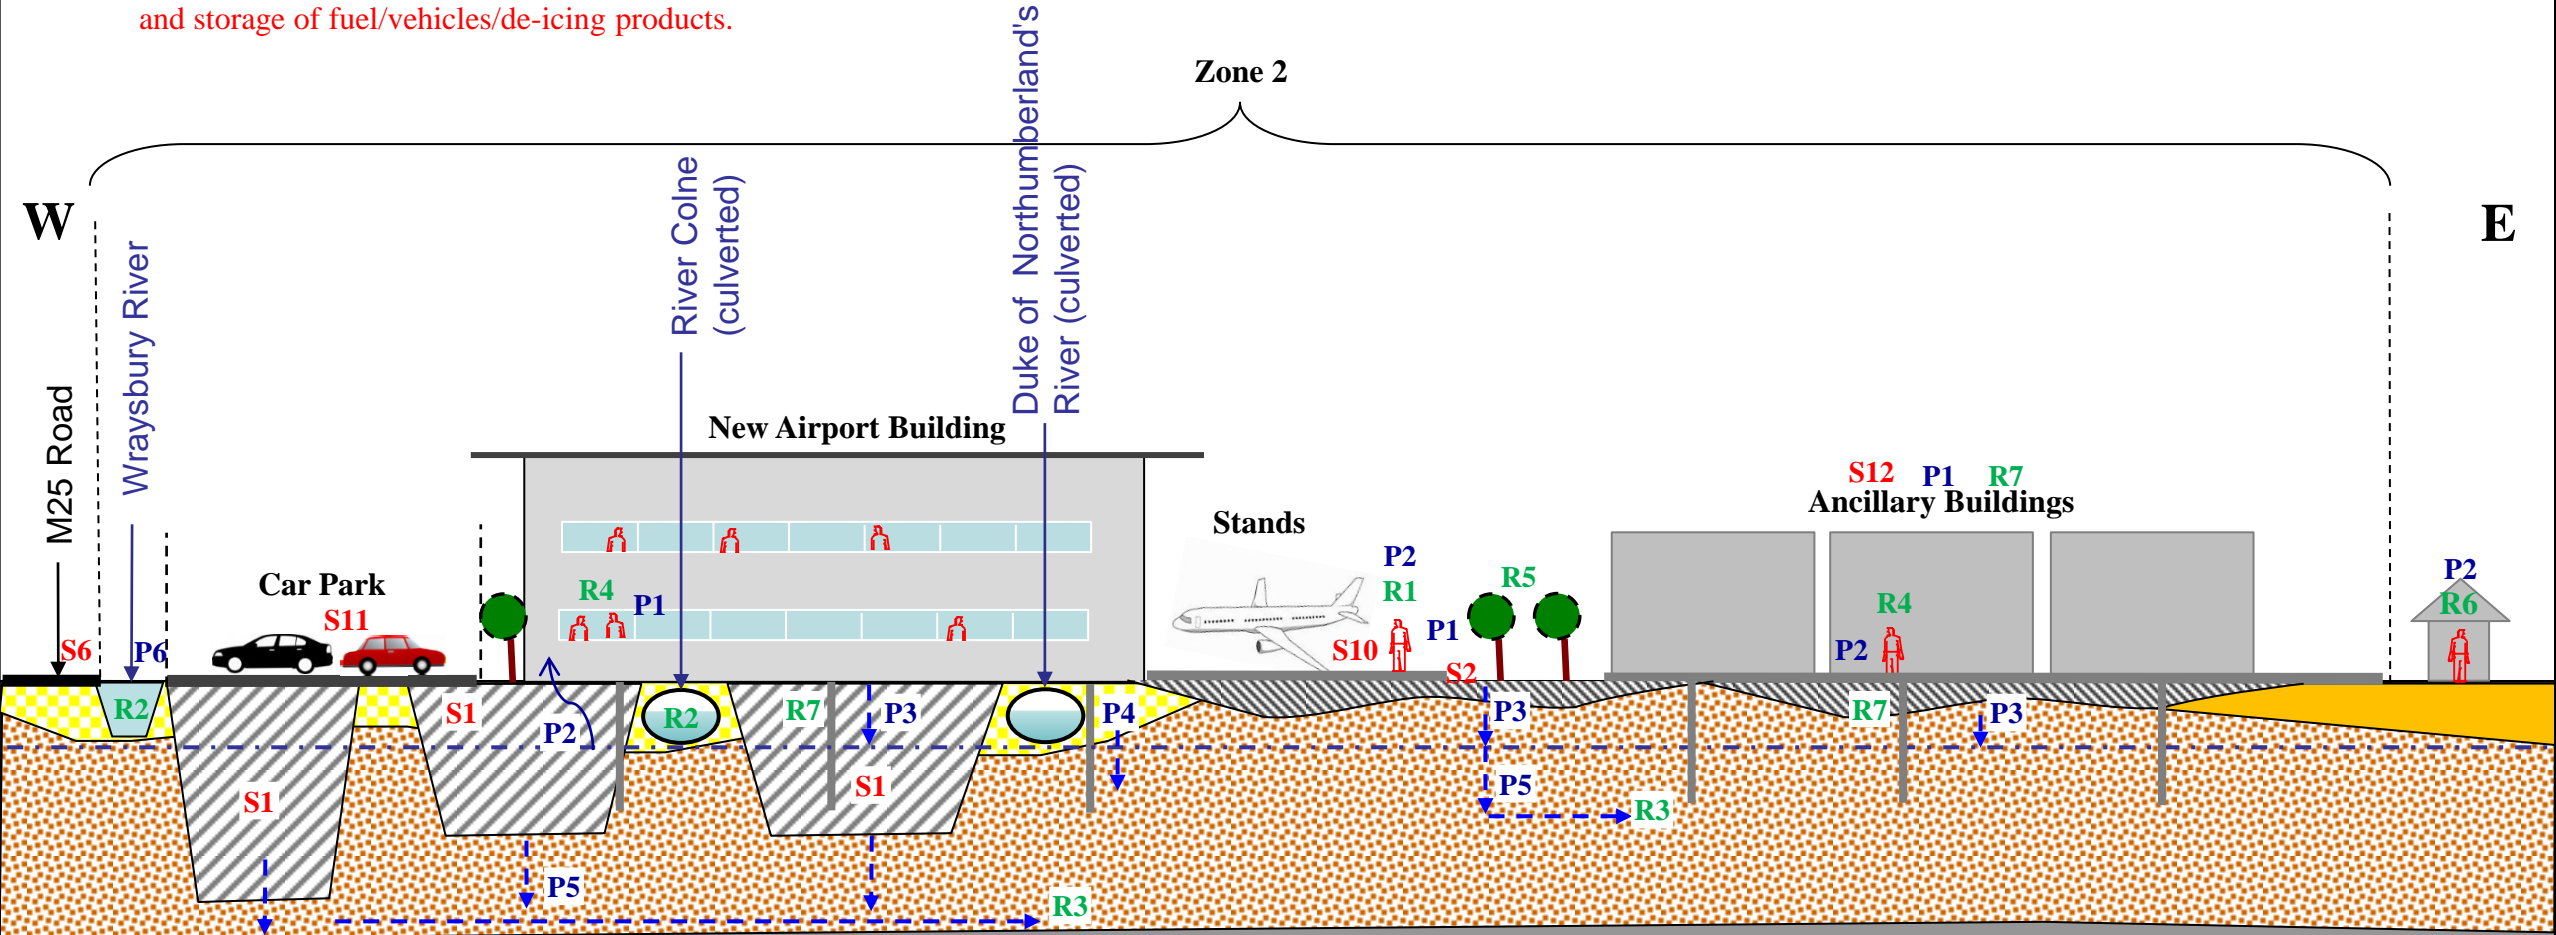 and storage of fuel/vehicles/de-icing products.
Zone 2
W
E
M25 Road
Wraysbury River
River Colne
(culverted)
Duke of Northumberland's
River (culverted)
New Airport Building
Car Park
S11
Stands
S12 P1 R7
Ancillary Buildings
S6
P6
R4
P1
P2
R1
R5
P1
S10
S2
R4
P2
P2
R6
R2
S1
P2
R2
R7
P3
P4
P3
R7
P3
S1
S1
P5
R3
P5
R3